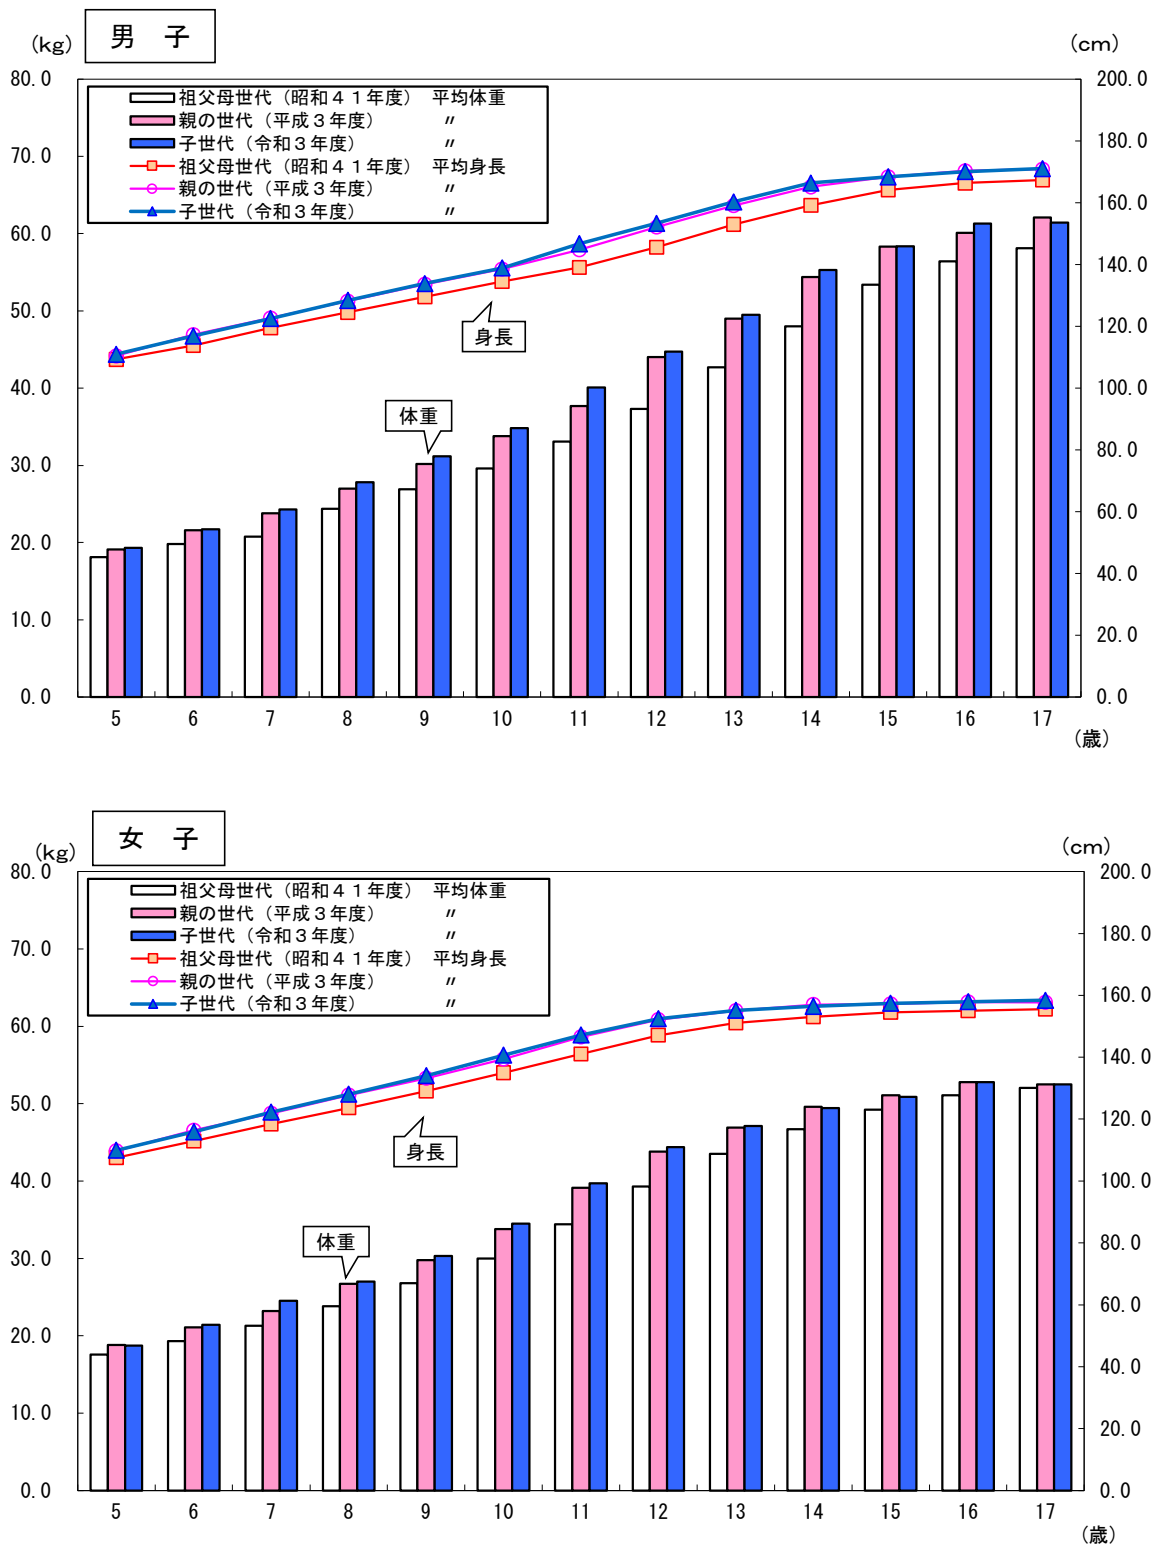 男 子
(kg)
(cm)
80.0
70.0
60.0
50.0
40.0
30.0
20.0
10.0
0.0
200.0
180.0
160.0
140.0
120.0
100.0
80.0
60.0
40.0
20.0
0.0
祖父母世代（昭和４１年度） 平均体重
親の世代（平成３年度） 〃
子世代（令和３年度） 〃
祖父母世代（昭和４１年度） 平均身長
親の世代（平成３年度） 〃
子世代（令和３年度） 〃
身長
体重
5 6 7 8 9 10 11 12 13 14 15 16 17
(歳)
女 子
(kg)
(cm)
80.0
70.0
60.0
50.0
40.0
30.0
20.0
10.0
0.0
200.0
180.0
160.0
140.0
120.0
100.0
80.0
60.0
40.0
20.0
0.0
祖父母世代（昭和４１年度） 平均体重
親の世代（平成３年度） 〃
子世代（令和３年度） 〃
祖父母世代（昭和４１年度） 平均身長
親の世代（平成３年度） 〃
子世代（令和３年度） 〃
身長
体重
5 6 7 8 9 10 11 12 13 14 15 16 17
(歳)